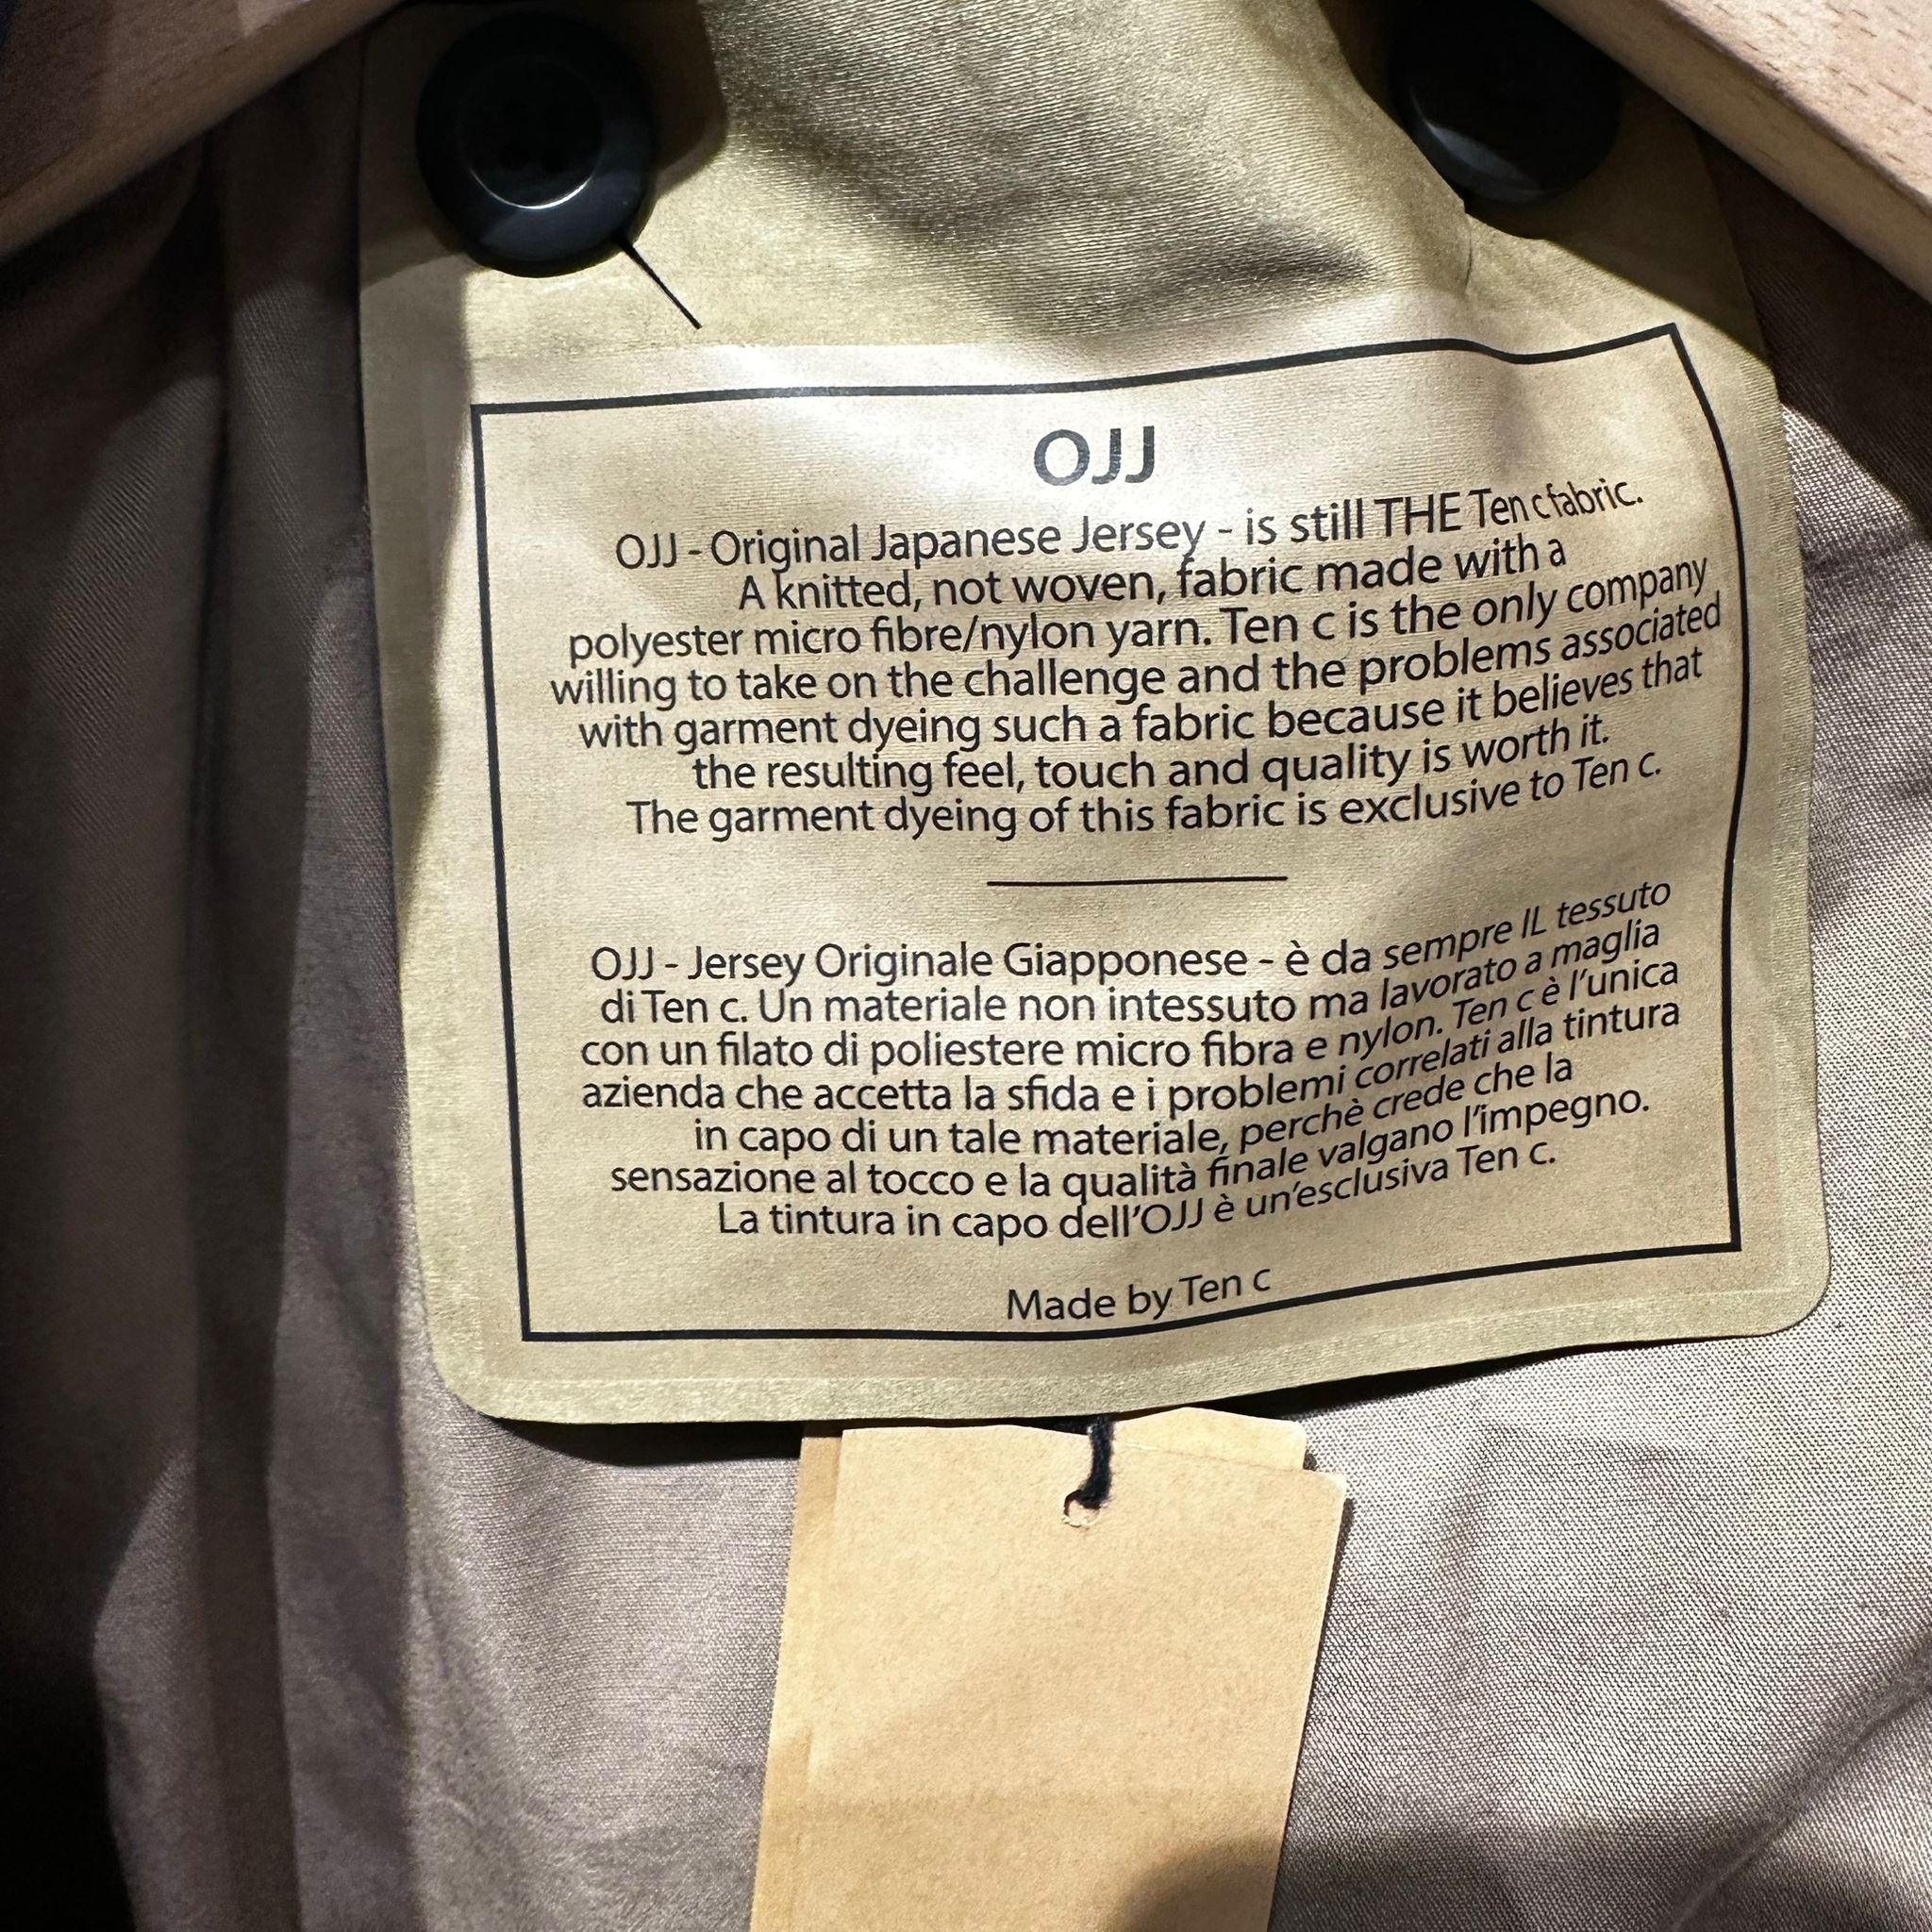 OJJ
OJJ - Original Japanese Jersey - is still THE Ten c fabric.
A knitted, not woven, fabric made with a
polyester micro fibre/nylon yarn. Ten c is the only company
willing to take on the challenge and the problems associated
with garment dyeing such a fabric because it believes that
the resulting feel, touch and quality is worth it.
The garment dyeing of this fabric is exclusive to Ten c.
OJJ - Jersey Originale Giapponese - è da sempre IL tessuto
di Ten c. Un materiale non intessuto ma lavorato a maglia
con un filato di poliestere micro fibra e nylon. Ten c è l'unica
azienda che accetta la sfida e i problemi correlati alla tintura
in capo di un tale materiale, perchè crede che la
sensazione al tocco e la qualità finale valgano l'impegno.
La tintura in capo dell'OJJ è un'esclusiva Ten c.
Made by Ten c